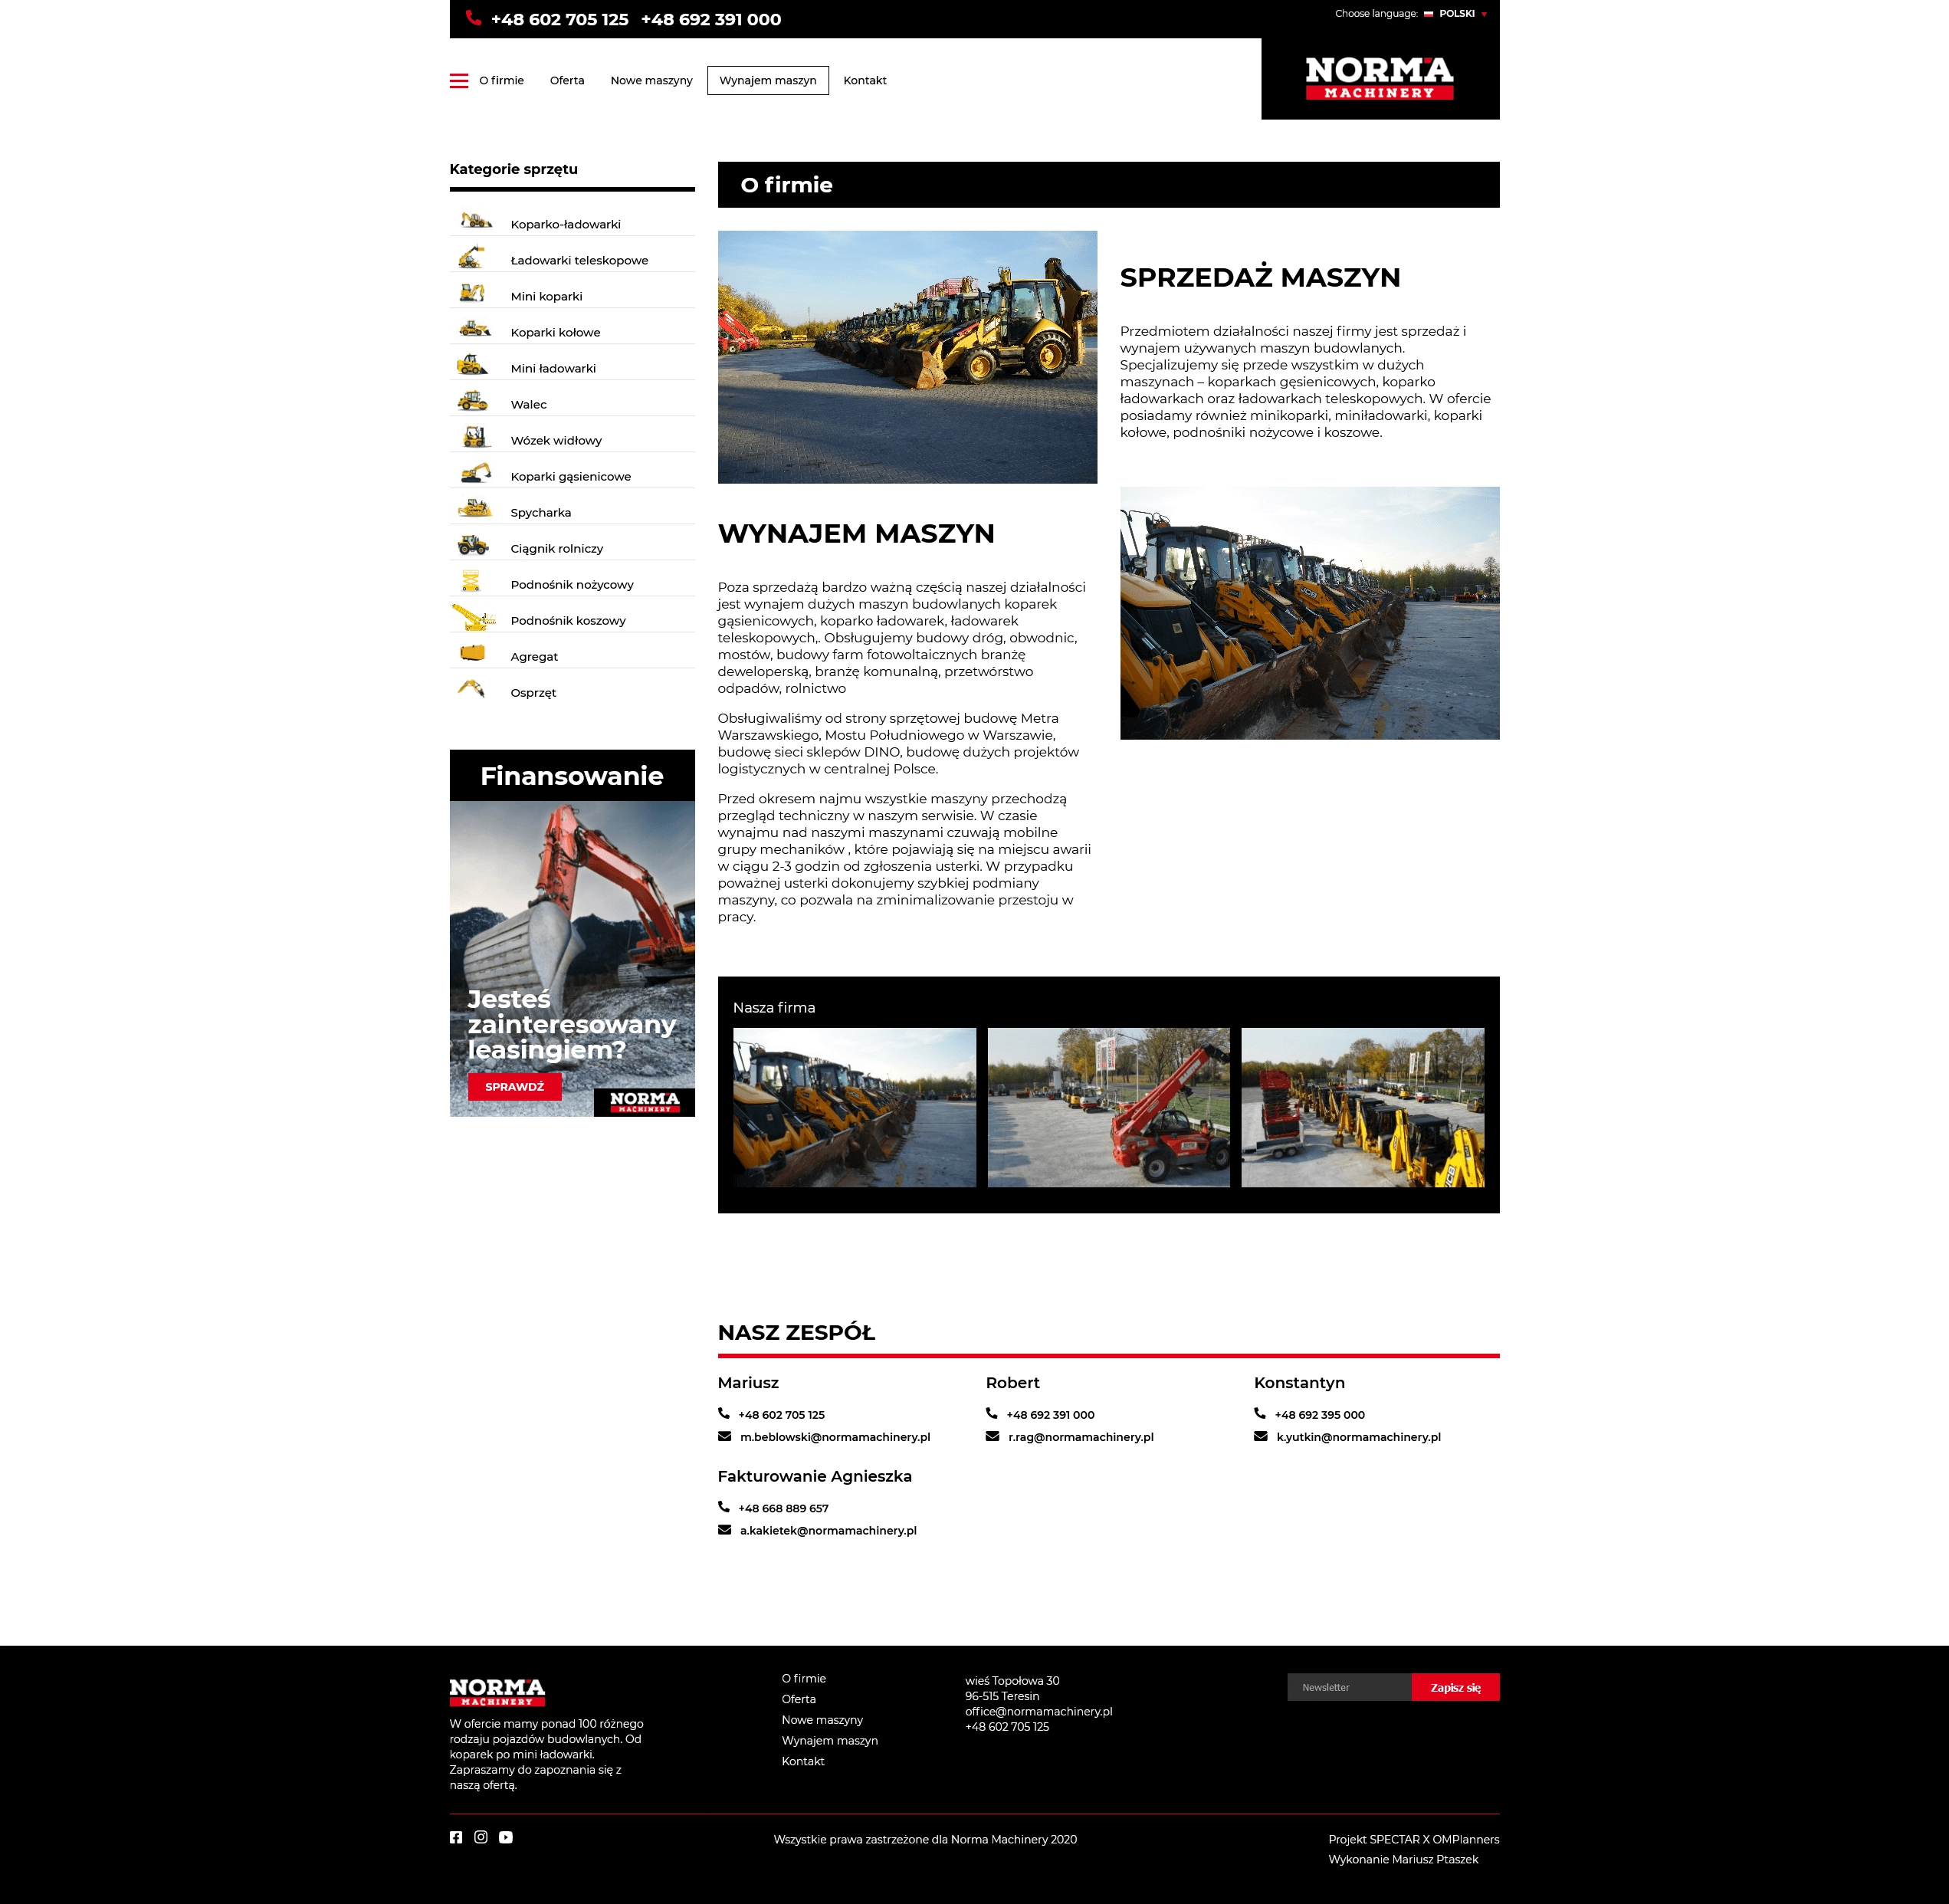 +48 602 705 125 +48 692 391 000
Choose language: POLSKI
O firmie
Oferta
Nowe maszyny
Wynajem maszyn
Kontakt
NORMA
MACHINERY
Kategorie sprzętu
Koparko-ładowarki
Ładowarki teleskopowe
Mini koparki
Koparki kołowe
Mini ładowarki
Walec
Wózek widłowy
Koparki gąsienicowe
Spycharka
Ciągnik rolniczy
Podnośnik nożycowy
Podnośnik koszowy
Agregat
Osprzęt
Finansowanie
Jesteś
zainteresowany
leasingiem?
SPRAWDŹ
NORMA
MACHINERY
O firmie
SPRZEDAŻ MASZYN
Przedmiotem działalności naszej firmy jest sprzedaż i
wynajem używanych maszyn budowlanych.
Specjalizujemy się przede wszystkim w dużych
maszynach – koparkach gęsienicowych, koparko
ładowarkach oraz ładowarkach teleskopowych. W ofercie
posiadamy również minikoparki, miniładowarki, koparki
kołowe, podnośniki nożycowe i koszowe.
WYNAJEM MASZYN
Poza sprzedażą bardzo ważną częścią naszej działalności
jest wynajem dużych maszyn budowlanych koparek
gąsienicowych, koparko ładowarek, ładowarek
teleskopowych,. Obsługujemy budowy dróg, obwodnic,
mostów, budowy farm fotowoltaicznych branżę
deweloperską, branżę komunalną, przetwórstwo
odpadów, rolnictwo
Obsługiwaliśmy od strony sprzętowej budowę Metra
Warszawskiego, Mostu Południowego w Warszawie,
budowę sieci sklepów DINO, budowę dużych projektów
logistycznych w centralnej Polsce.
Przed okresem najmu wszystkie maszyny przechodzą
przegląd techniczny w naszym serwisie. W czasie
wynajmu nad naszymi maszynami czuwają mobilne
grupy mechaników , które pojawiają się na miejscu awarii
w ciągu 2-3 godzin od zgłoszenia usterki. W przypadku
poważnej usterki dokonujemy szybkiej podmiany
maszyny, co pozwala na zminimalizowanie przestoju w
pracy.
JCB
Nasza firma
JCB
NASZ ZESPÓŁ
Mariusz
+48 602 705 125
m.beblowski@normamachinery.pl
Robert
+48 692 391 000
r.rag@normamachinery.pl
Konstantyn
+48 692 395 000
k.yutkin@normamachinery.pl
Fakturowanie Agnieszka
+48 668 889 657
a.kakietek@normamachinery.pl
NORMA
MACHINERY
W ofercie mamy ponad 100 różnego
rodzaju pojazdów budowlanych. Od
koparek po mini ładowarki.
Zapraszamy do zapoznania się z
naszą ofertą.
O firmie
Oferta
Nowe maszyny
Wynajem maszyn
Kontakt
wieś Topołowa 30
96-515 Teresin
office@normamachinery.pl
+48 602 705 125
Newsletter
Zapisz się
Wszystkie prawa zastrzeżone dla Norma Machinery 2020
Projekt SPECTAR X OMPlanners
Wykonanie Mariusz Ptaszek